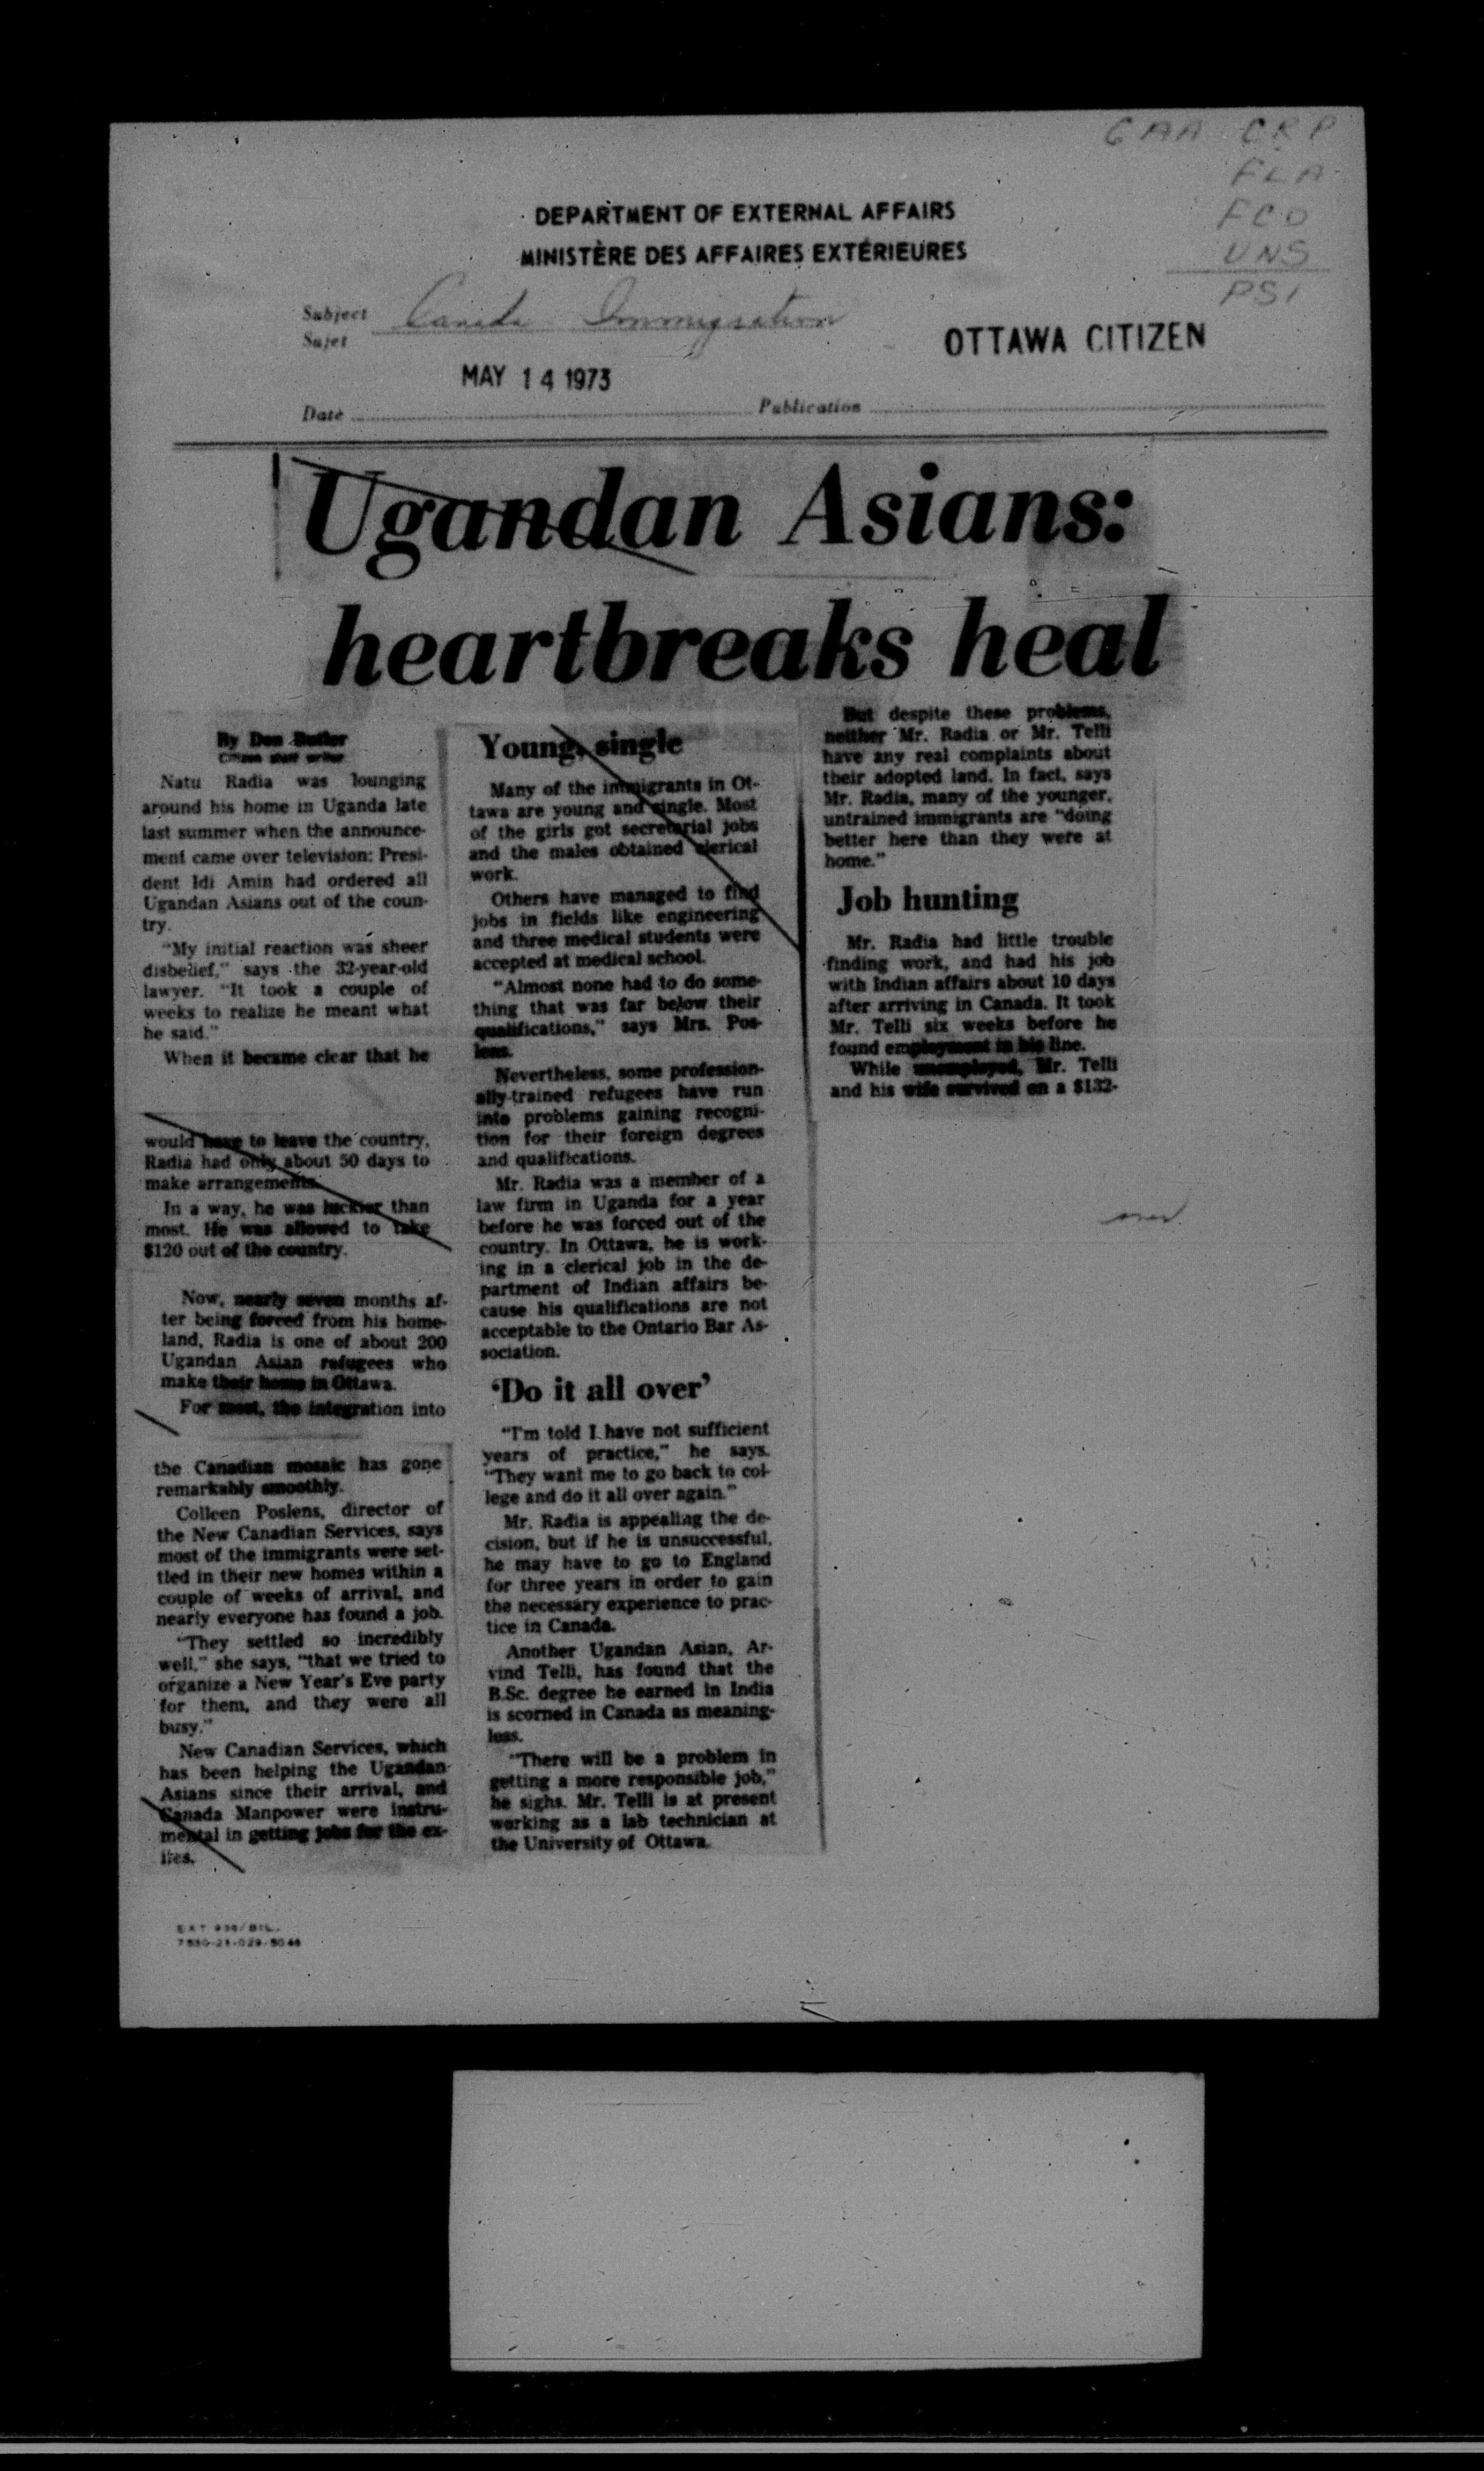 GAA CRP
FLA
FCO
UNS
PSI
DEPARTMENT OF EXTERNAL AFFAIRS
MINISTÈRE DES AFFAIRES EXTÉRIEURES
Subject Canada Immigration
Sujet
OTTAWA CITIZEN
MAY 14 1973
Date
Publication
Ugandan Asians:
heartbreaks heal
By Don Butler
Citizen staff writer
Natu Radia was lounging
around his home in Uganda late
last summer when the announce-
ment came over television: Presi-
dent Idi Amin had ordered all
Ugandan Asians out of the coun-
try.
"My initial reaction was sheer
disbelief," says the 32-year-old
lawyer. "It took a couple of
weeks to realize he meant what
he said."
When it became clear that he
would have to leave the country,
Radia had only about 50 days to
make arrangements.
In a way, he was luckier than
most. He was allowed to take
$120 out of the country.
Now, nearly seven months af-
ter being forced from his home-
land, Radia is one of about 200
Ugandan Asian refugees who
make their home in Ottawa.
For most, the integration into
the Canadian mosaic has gone
remarkably smoothly.
Colleen Poslens, director of
the New Canadian Services, says
most of the immigrants were set-
tled in their new homes within a
couple of weeks of arrival, and
nearly everyone has found a job.
"They settled so incredibly
well," she says, "that we tried to
organize a New Year's Eve party
for them, and they were all
busy."
New Canadian Services, which
has been helping the Ugandan
Asians since their arrival, and
Canada Manpower were instru-
mental in getting jobs for the ex-
iles.
Young, single
Many of the immigrants in Ot-
tawa are young and single. Most
of the girls got secretarial jobs
and the males obtained clerical
work.
Others have managed to find
jobs in fields like engineering
and three medical students were
accepted at medical school.
"Almost none had to do some-
thing that was far below their
qualifications," says Mrs. Pos-
lens.
Nevertheless, some profession-
ally-trained refugees have run
into problems gaining recogni-
tion for their foreign degrees
and qualifications.
Mr. Radia was a member of a
law firm in Uganda for a year
before he was forced out of the
country. In Ottawa, he is work-
ing in a clerical job in the de-
partment of Indian affairs be-
cause his qualifications are not
acceptable to the Ontario Bar As-
sociation.
'Do it all over'
"I'm told I have not sufficient
years of practice," he says.
"They want me to go back to col-
lege and do it all over again."
Mr. Radia is appealing the de-
cision, but if he is unsuccessful,
he may have to go to England
for three years in order to gain
the necessary experience to prac-
tice in Canada.
Another Ugandan Asian, Ar-
vind Telli, has found that the
B.Sc. degree he earned in India
is scorned in Canada as meaning-
less.
"There will be a problem in
getting a more responsible job,"
he sighs. Mr. Telli is at present
working as a lab technician at
the University of Ottawa.
But despite these problems,
neither Mr. Radia or Mr. Telli
have any real complaints about
their adopted land. In fact, says
Mr. Radia, many of the younger,
untrained immigrants are "doing
better here than they were at
home."
Job hunting
Mr. Radia had little trouble
finding work, and had his job
with Indian affairs about 10 days
after arriving in Canada. It took
Mr. Telli six weeks before he
found employment in his line.
While unemployed, Mr. Telli
and his wife survived on a $132-
over
7530-21-029-5046